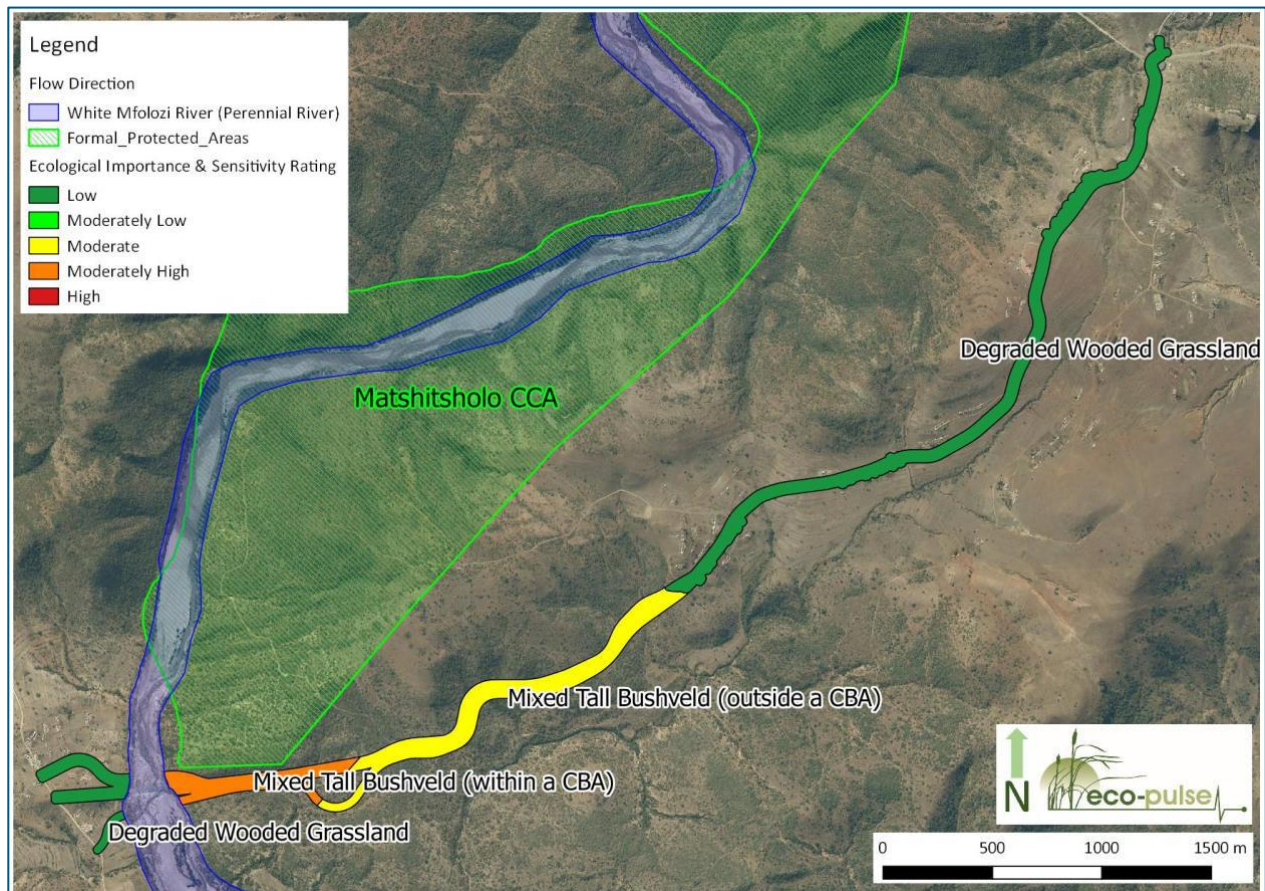 Legend
Flow Direction
White Mfolozi River (Perennial River)
Formal_Protected_Areas
Ecological Importance & Sensitivity Rating
Low
Moderately Low
Moderate
Moderately High
High
Degraded Wooded Grassland
Matshitsholo CCA
Mixed Tall Bushveld (outside a CBA)
Mixed Tall Bushveld (within a CBA)
Degraded Wooded Grassland
N
eco-pulse
0 500 1000 1500 m